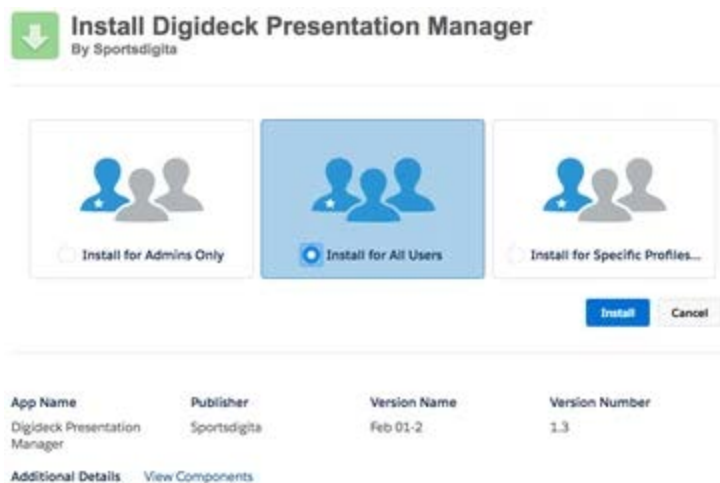 Install Digideck Presentation Manager
By Sportsdigita
Install for Admins Only
Install for All Users
Install for Specific Profiles...
Install
Cancel
App Name
Publisher
Version Name
Version Number
Digideck Presentation
Manager
Sportsdigita
Feb 01-2
1.3
Additional Details
View Components